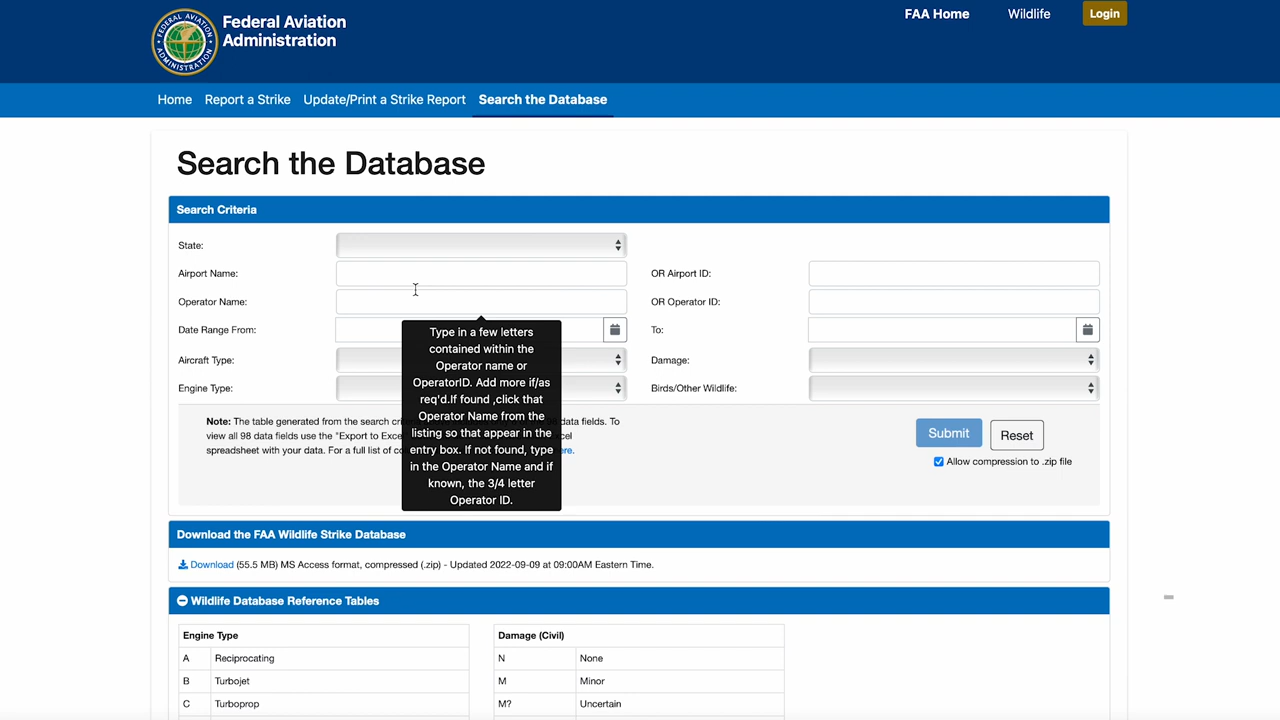 Federal Aviation
Administration
FAA Home
Wildlife
Login
FEDERAL AVIATION
ADMINISTRATION
Home
Report a Strike
Update/Print a Strike Report
Search the Database
Search the Database
Search Criteria
State:
Airport Name:
OR Airport ID:
Operator Name:
OR Operator ID:
Date Range From:
To:
Aircraft Type:
Damage:
Engine Type:
Birds/Other Wildlife:
Type in a few letters
contained within the
Operator name or
OperatorID. Add more if/as
req'd.If found ,click that
Operator Name from the
listing so that appear in the
entry box. If not found, type
in the Operator Name and if
known, the 3/4 letter
Operator ID.
Note: The table generated from the search data fields. To
view all 98 data fields use the "Export to
spreadsheet with your data. For a full list of
Submit
Reset
Allow compression to .zip file
Download the FAA Wildlife Strike Database
Download (55.5 MB) MS Access format, compressed (.zip) - Updated 2022-09-09 at 09:00AM Eastern Time.
Wildlife Database Reference Tables
Engine Type
A Reciprocating
B Turbojet
C Turboprop
Damage (Civil)
N None
M Minor
M? Uncertain